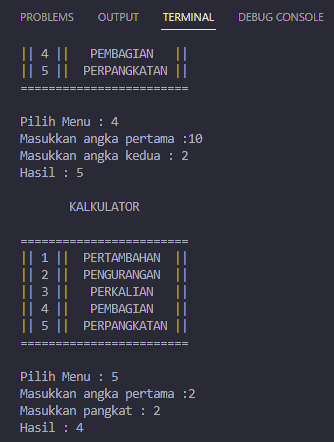 PROBLEMS OUTPUT TERMINAL DEBUG CONSOLE
|| 4 ||   PEMBAGIAN   ||
|| 5 ||  PERPANGKATAN ||
========================
Pilih Menu : 4
Masukkan angka pertama :10
Masukkan angka kedua : 2
Hasil : 5
KALKULATOR
========================
|| 1 ||  PERTAMBAHAN  ||
|| 2 ||  PENGURANGAN  ||
|| 3 ||   PERKALIAN   ||
|| 4 ||   PEMBAGIAN   ||
|| 5 ||  PERPANGKATAN ||
========================
Pilih Menu : 5
Masukkan angka pertama :2
Masukkan pangkat : 2
Hasil : 4